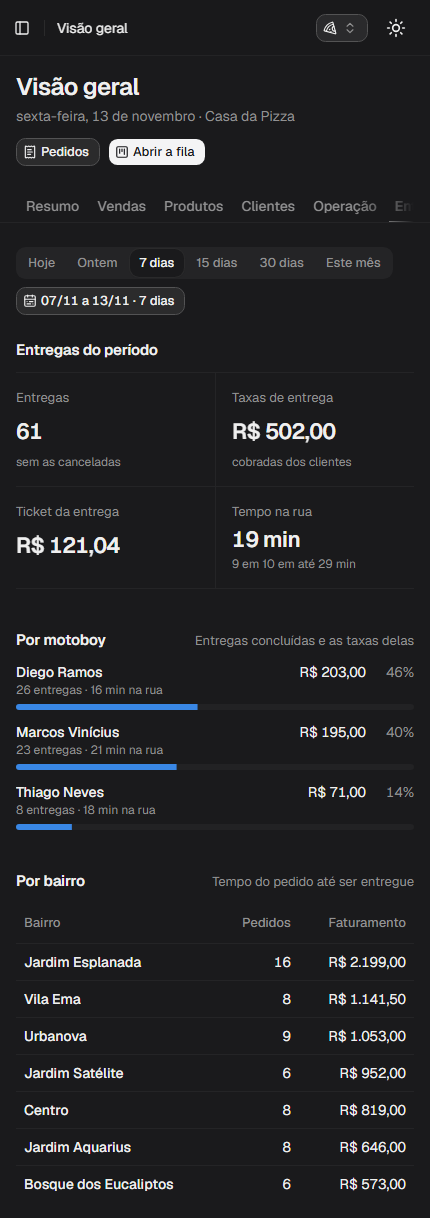 Visão geral
Visão geral
sexta-feira, 13 de novembro · Casa da Pizza
Pedidos
Abrir a fila
Resumo Vendas Produtos Clientes Operação
Hoje Ontem 7 dias 15 dias 30 dias Este mês
07/11 a 13/11 · 7 dias
Entregas do período
Entregas
61
sem as canceladas
Taxas de entrega
R$ 502,00
cobradas dos clientes
Ticket da entrega
R$ 121,04
Tempo na rua
19 min
9 em 10 em até 29 min
Por motoboy Entregas concluídas e as taxas delas
Diego Ramos R$ 203,00 46%
26 entregas · 16 min na rua
Marcos Vinícius R$ 195,00 40%
23 entregas · 21 min na rua
Thiago Neves R$ 71,00 14%
8 entregas · 18 min na rua
Por bairro Tempo do pedido até ser entregue
Bairro Pedidos Faturamento
Jardim Esplanada 16 R$ 2.199,00
Vila Ema 8 R$ 1.141,50
Urbanova 9 R$ 1.053,00
Jardim Satélite 6 R$ 952,00
Centro 8 R$ 819,00
Jardim Aquarius 8 R$ 646,00
Bosque dos Eucaliptos 6 R$ 573,00